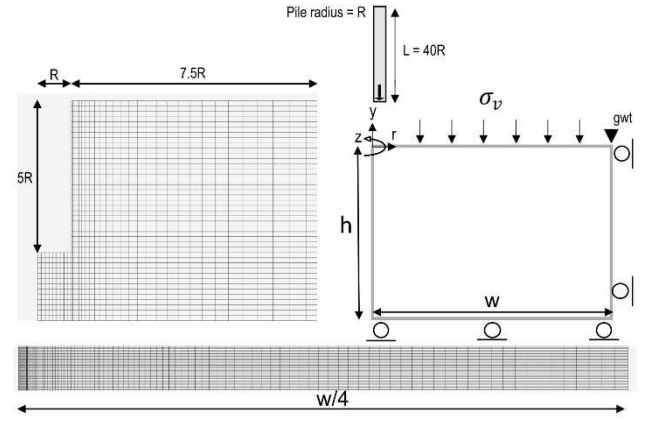 Pile radius = R
L = 40R
R
7.5R
5R
σᵥ
gwt
y
z
r
h
w
w/4